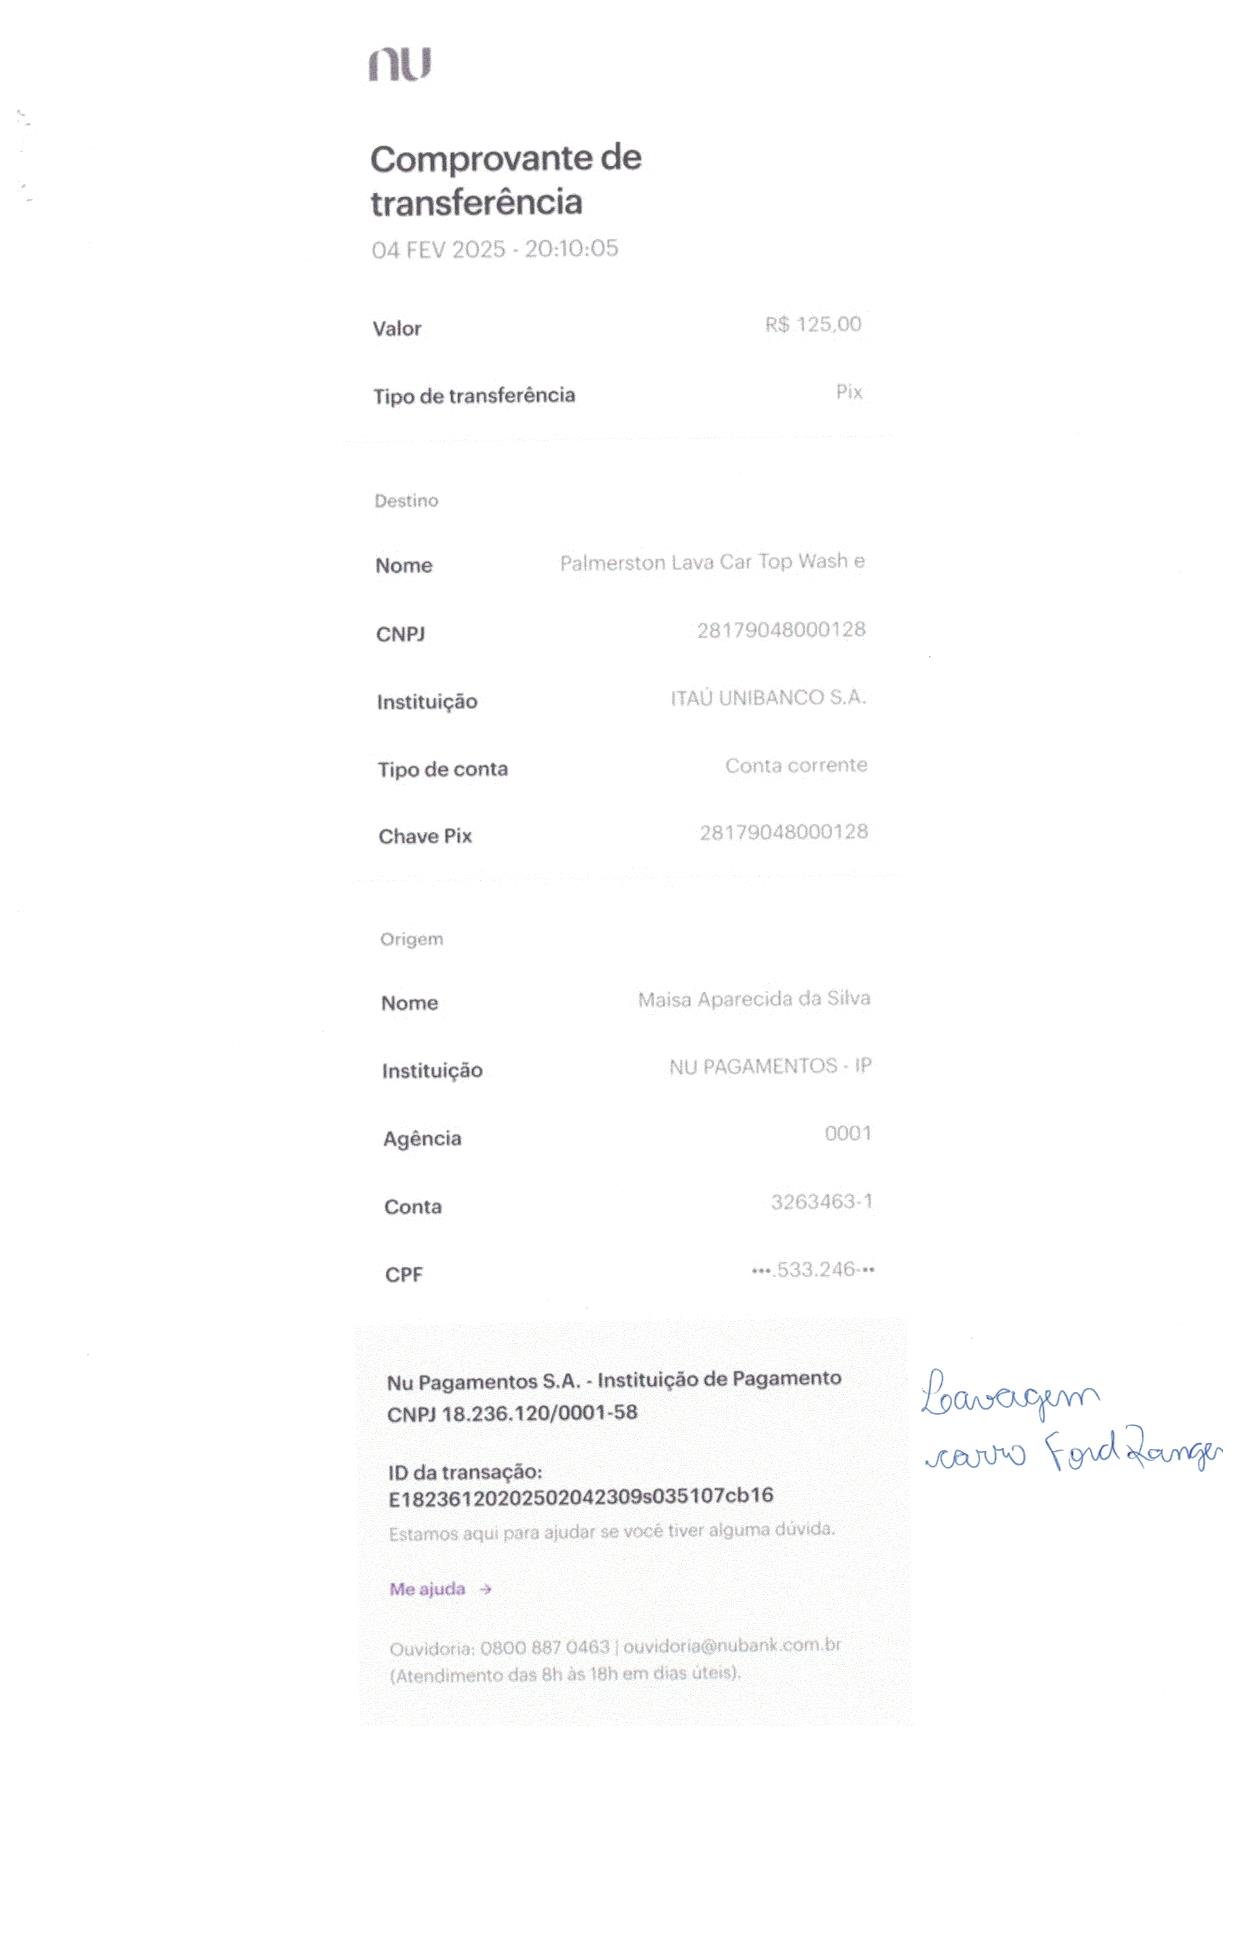 nu
Comprovante de
transferência
04 FEV 2025 - 20:10:05
Valor R$ 125,00
Tipo de transferência Pix
Destino
Nome Palmerston Lava Car Top Wash e
CNPJ 28179048000128
Instituição ITAÚ UNIBANCO S.A.
Tipo de conta Conta corrente
Chave Pix 28179048000128
Origem
Nome Maisa Aparecida da Silva
Instituição NU PAGAMENTOS - IP
Agência 0001
Conta 3263463-1
CPF •••.533.246-••
Nu Pagamentos S.A. - Instituição de Pagamento
CNPJ 18.236.120/0001-58
ID da transação:
E18236120202502042309s035107cb16
Estamos aqui para ajudar se você tiver alguma dúvida.
Me ajuda →
Ouvidoria: 0800 887 0463 | ouvidoria@nubank.com.br
(Atendimento das 8h às 18h em dias úteis).
Lavagem
carro Ford Ranger